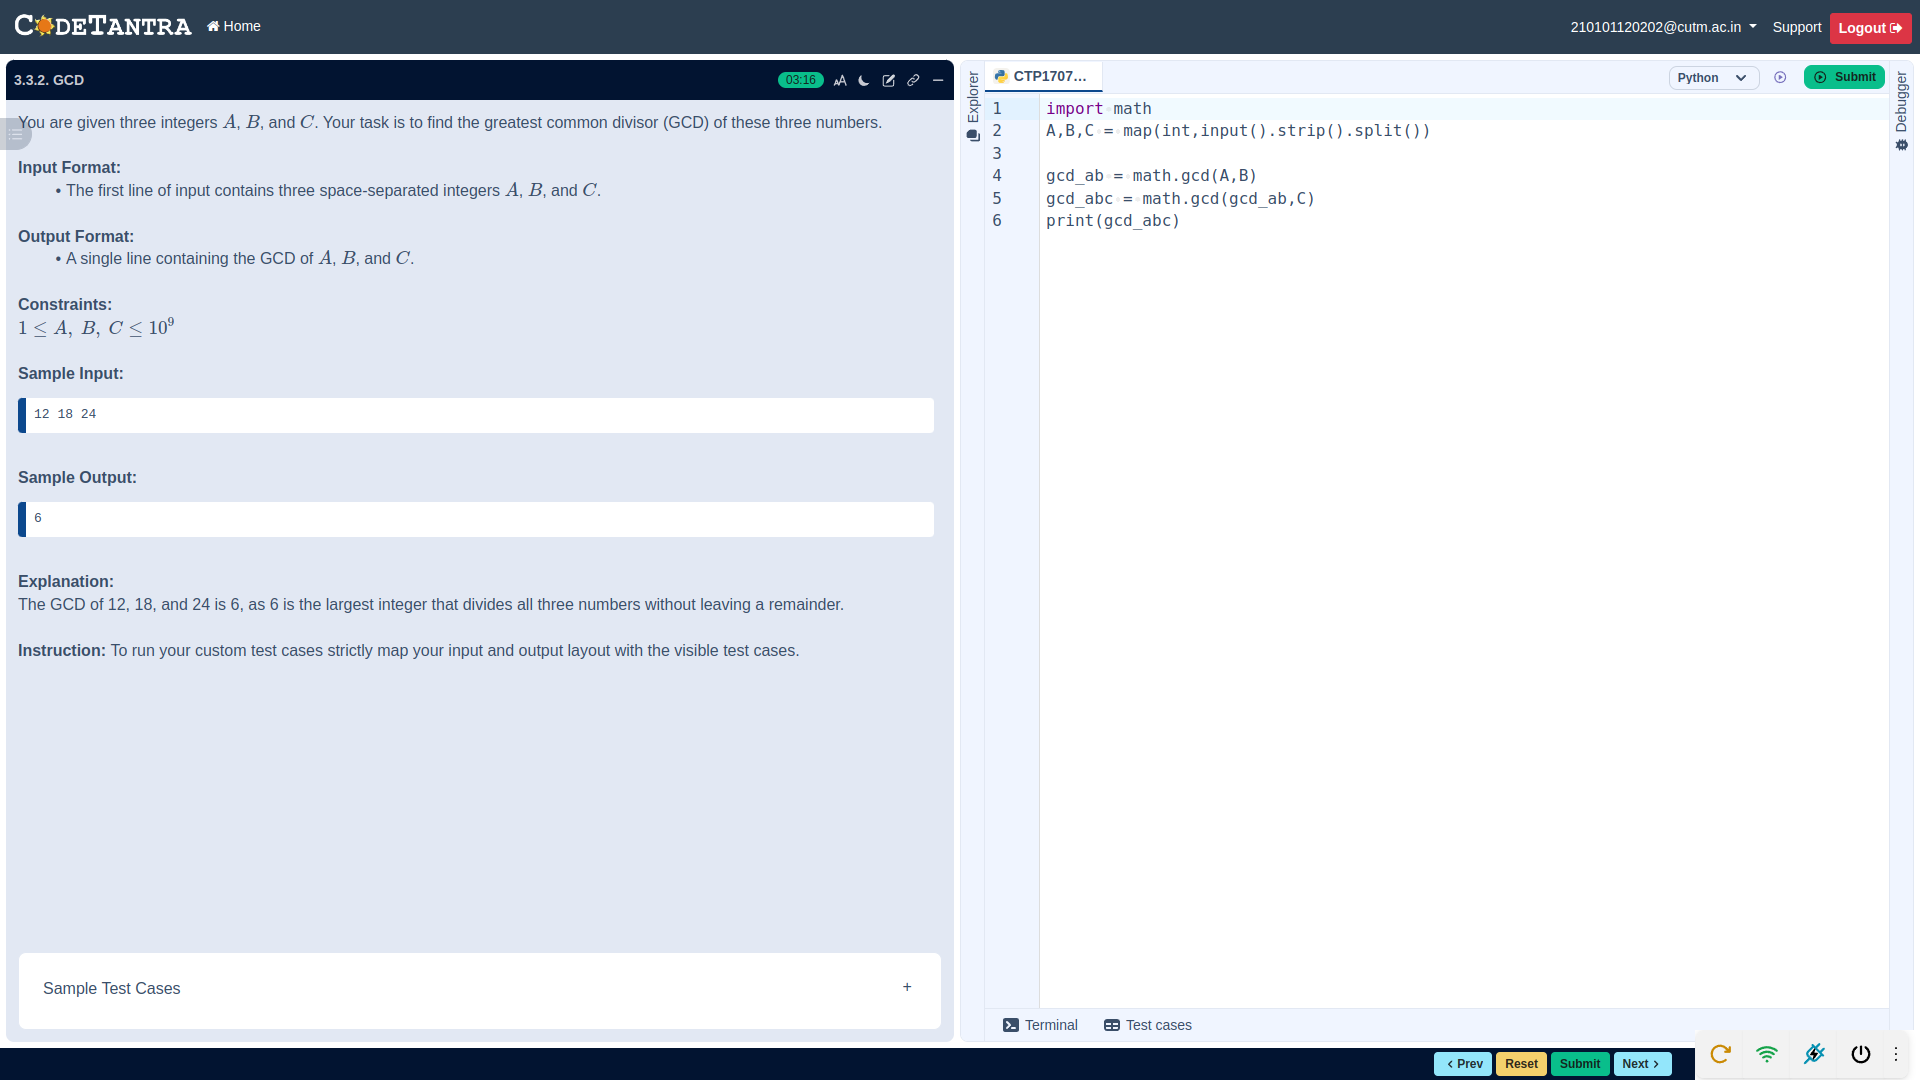 CODETANTRA
Home
210101120202@cutm.ac.in
Support
Logout
3.3.2. GCD
03:16
You are given three integers A, B, and C. Your task is to find the greatest common divisor (GCD) of these three numbers.
Input Format:
• The first line of input contains three space-separated integers A, B, and C.
Output Format:
• A single line containing the GCD of A, B, and C.
Constraints:
1 ≤ A, B, C ≤ 10⁹
Sample Input:
12 18 24
Sample Output:
6
Explanation:
The GCD of 12, 18, and 24 is 6, as 6 is the largest integer that divides all three numbers without leaving a remainder.
Instruction: To run your custom test cases strictly map your input and output layout with the visible test cases.
Sample Test Cases
+
Explorer
CTP1707...
Python
Submit
Debugger
1 import math
2 A,B,C = map(int,input().strip().split())
3
4 gcd_ab = math.gcd(A,B)
5 gcd_abc = math.gcd(gcd_ab,C)
6 print(gcd_abc)
Terminal
Test cases
< Prev
Reset
Submit
Next >